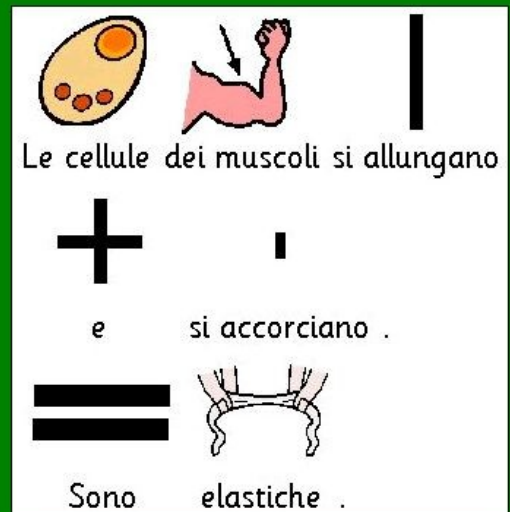 Le cellule dei muscoli si allungano
e si accorciano .
Sono elastiche .